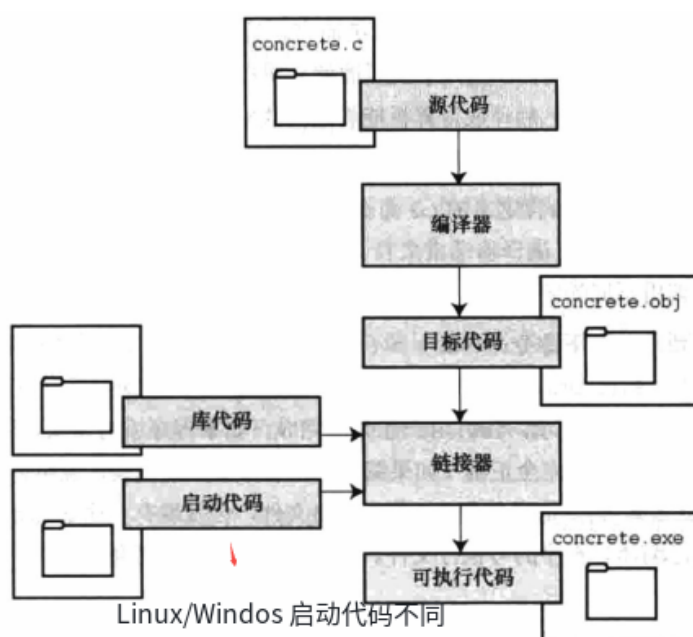 concrete.c
源代码
编译器
concrete.obj
目标代码
库代码
链接器
启动代码
concrete.exe
可执行代码
Linux/Windos 启动代码不同